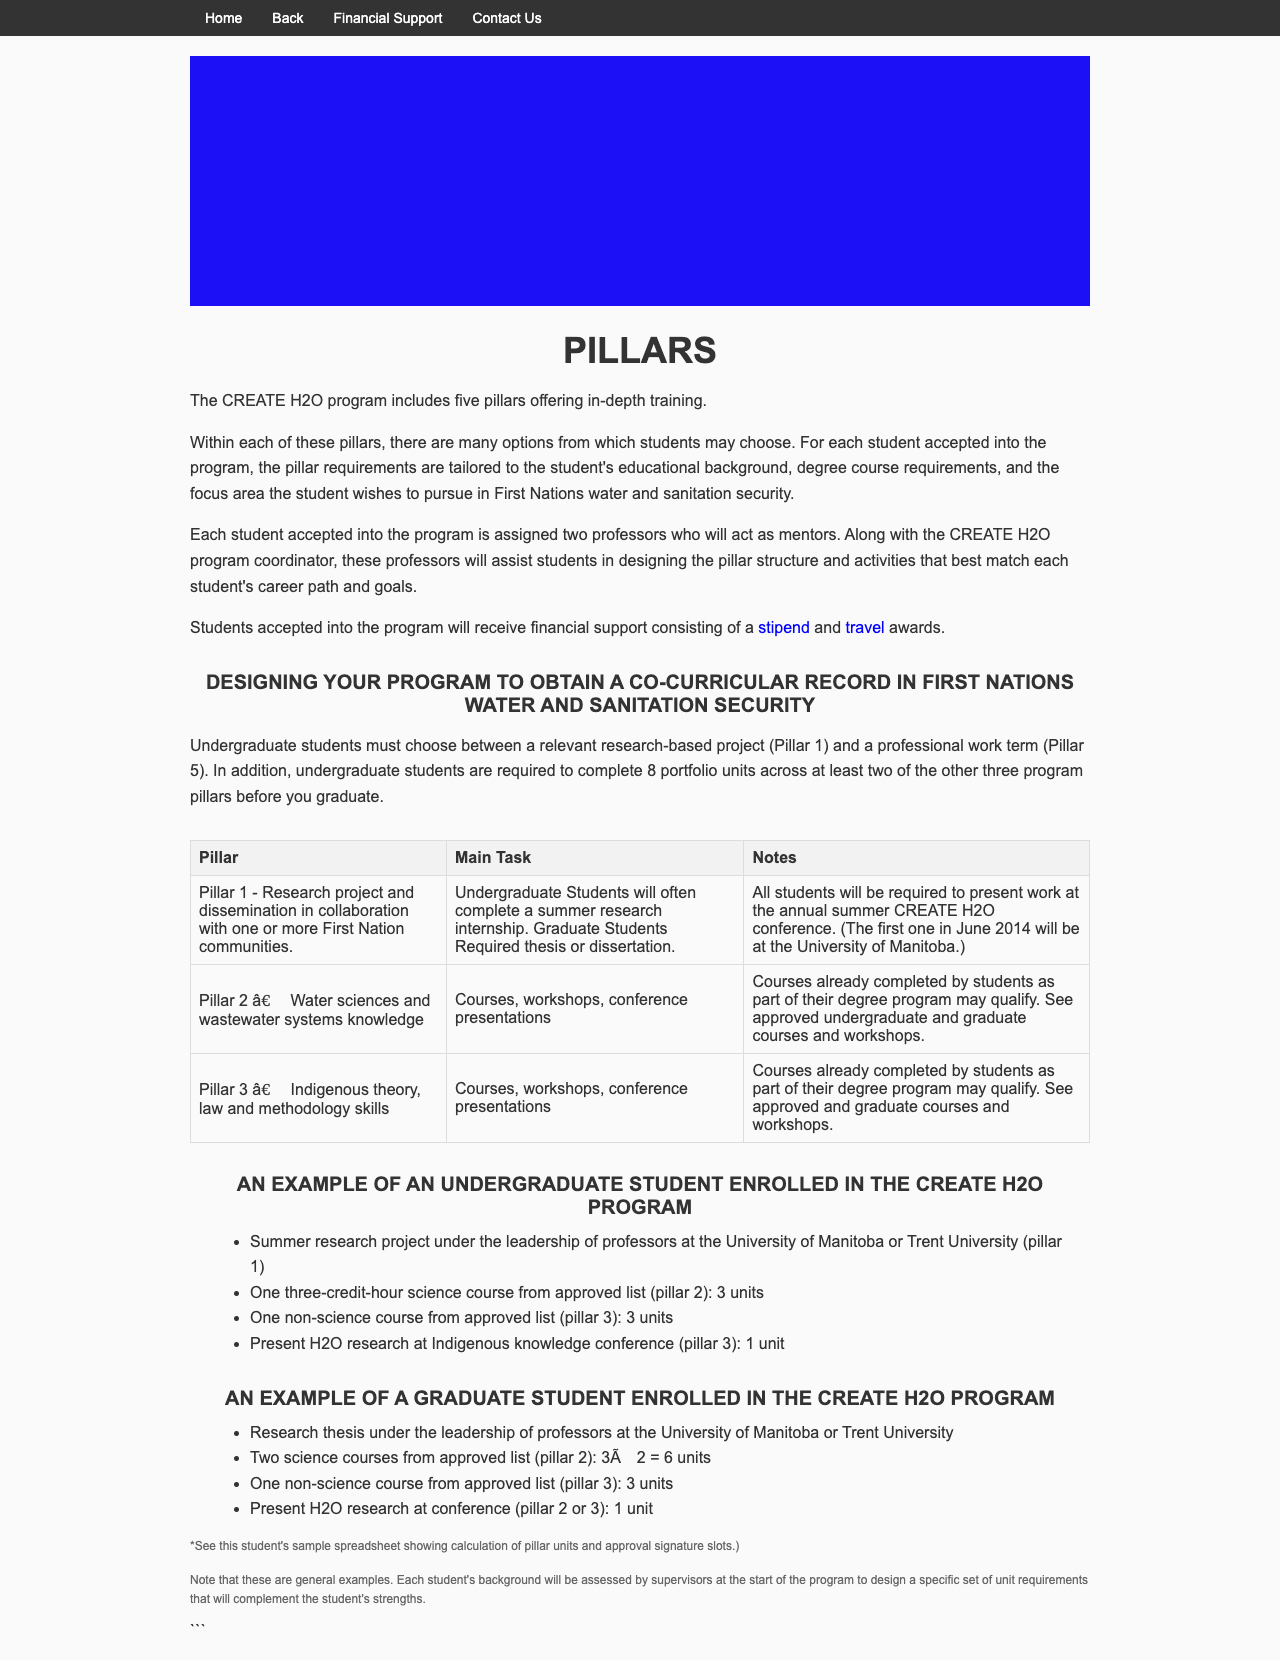 Home Back Financial Support Contact Us
PILLARS
The CREATE H2O program includes five pillars offering in-depth training.
Within each of these pillars, there are many options from which students may choose. For each student accepted into the
program, the pillar requirements are tailored to the student's educational background, degree course requirements, and the
focus area the student wishes to pursue in First Nations water and sanitation security.
Each student accepted into the program is assigned two professors who will act as mentors. Along with the CREATE H2O
program coordinator, these professors will assist students in designing the pillar structure and activities that best match each
student's career path and goals.
Students accepted into the program will receive financial support consisting of a stipend and travel awards.
DESIGNING YOUR PROGRAM TO OBTAIN A CO-CURRICULAR RECORD IN FIRST NATIONS
WATER AND SANITATION SECURITY
Undergraduate students must choose between a relevant research-based project (Pillar 1) and a professional work term (Pillar
5). In addition, undergraduate students are required to complete 8 portfolio units across at least two of the other three program
pillars before you graduate.
Pillar Main Task Notes
Pillar 1 - Research project and
dissemination in collaboration
with one or more First Nation
communities.
Undergraduate Students will often
complete a summer research
internship. Graduate Students
Required thesis or dissertation.
All students will be required to present work at
the annual summer CREATE H2O
conference. (The first one in June 2014 will be
at the University of Manitoba.)
Pillar 2 â€ Water sciences and
wastewater systems knowledge
Courses, workshops, conference
presentations
Courses already completed by students as
part of their degree program may qualify. See
approved undergraduate and graduate
courses and workshops.
Pillar 3 â€ Indigenous theory,
law and methodology skills
Courses, workshops, conference
presentations
Courses already completed by students as
part of their degree program may qualify. See
approved and graduate courses and
workshops.
AN EXAMPLE OF AN UNDERGRADUATE STUDENT ENROLLED IN THE CREATE H2O
PROGRAM
• Summer research project under the leadership of professors at the University of Manitoba or Trent University (pillar
1)
• One three-credit-hour science course from approved list (pillar 2): 3 units
• One non-science course from approved list (pillar 3): 3 units
• Present H2O research at Indigenous knowledge conference (pillar 3): 1 unit
AN EXAMPLE OF A GRADUATE STUDENT ENROLLED IN THE CREATE H2O PROGRAM
• Research thesis under the leadership of professors at the University of Manitoba or Trent University
• Two science courses from approved list (pillar 2): 3Ã 2 = 6 units
• One non-science course from approved list (pillar 3): 3 units
• Present H2O research at conference (pillar 2 or 3): 1 unit
*See this student's sample spreadsheet showing calculation of pillar units and approval signature slots.)
Note that these are general examples. Each student's background will be assessed by supervisors at the start of the program to design a specific set of unit requirements
that will complement the student's strengths.
```